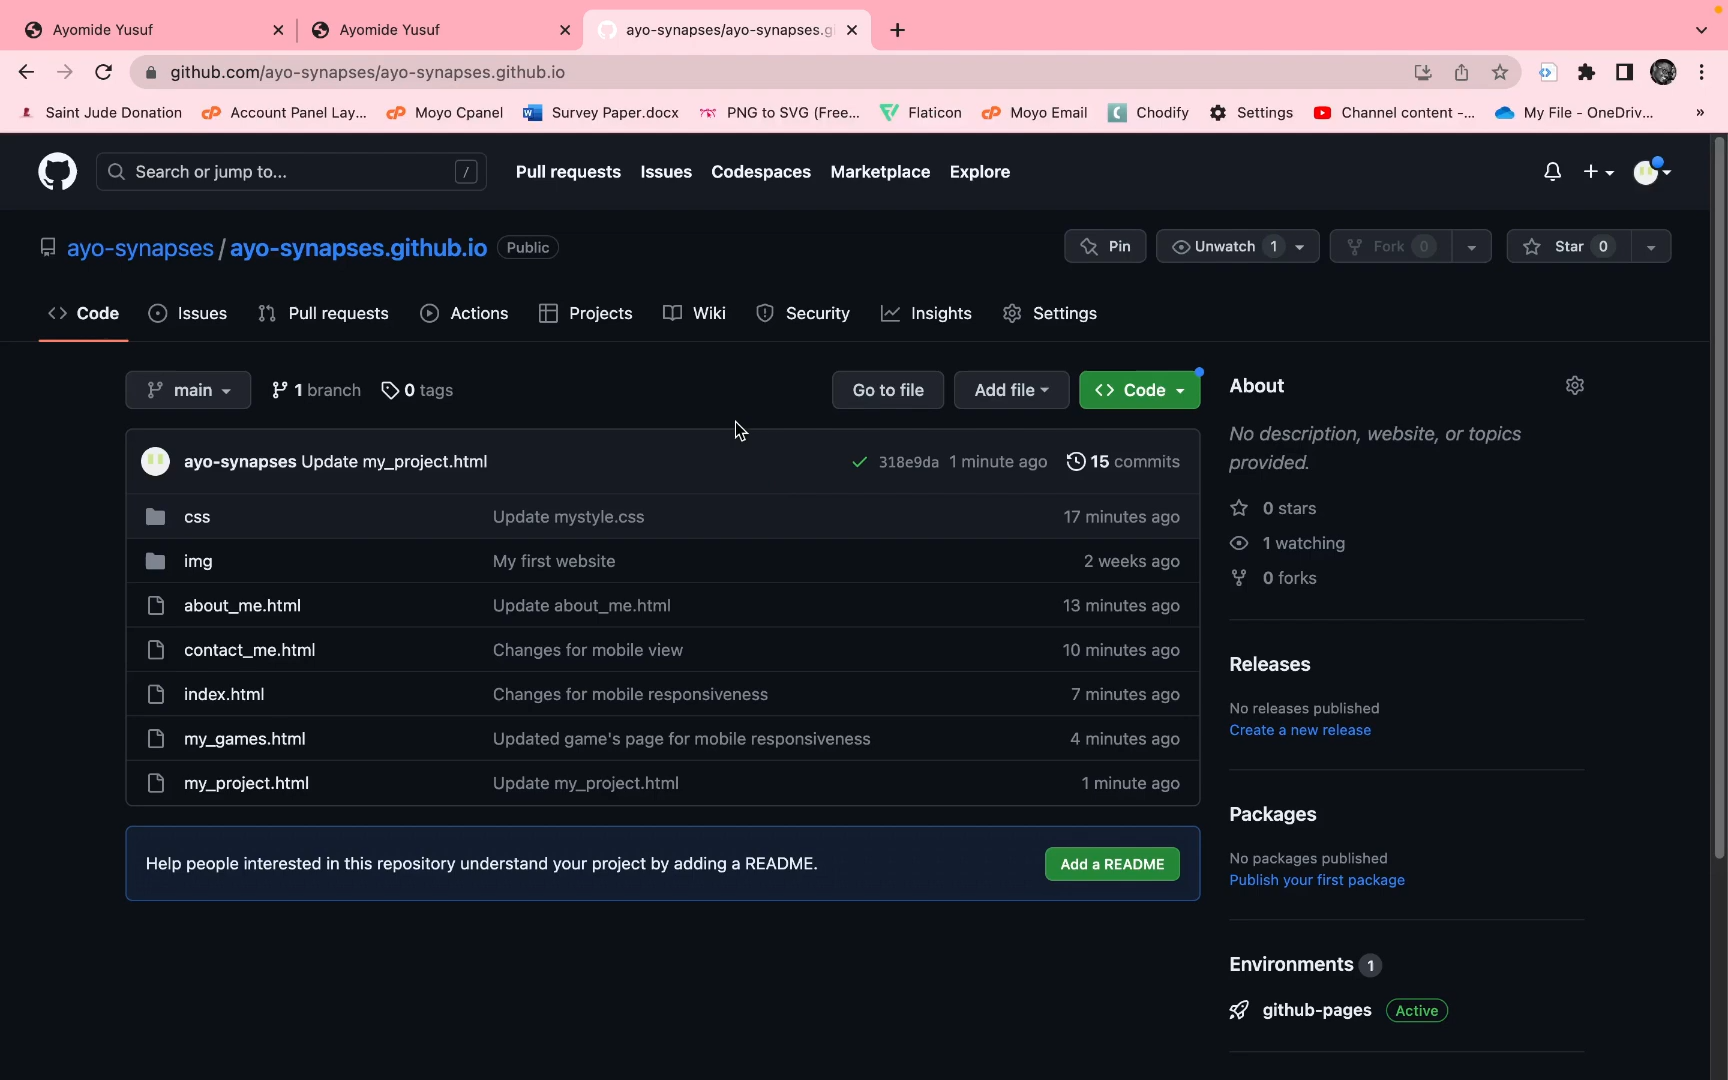 Ayomide Yusuf
Ayomide Yusuf
ayo-synapses/ayo-synapses.gi
github.com/ayo-synapses/ayo-synapses.github.io
Saint Jude Donation
Account Panel Lay...
Moyo Cpanel
Survey Paper.docx
PNG to SVG (Free...
Flaticon
Moyo Email
Chodify
Settings
Channel content -...
My File - OneDriv...
»
Search or jump to...
/
Pull requests
Issues
Codespaces
Marketplace
Explore
ayo-synapses / ayo-synapses.github.io
Public
Pin
Unwatch 1
Fork 0
Star 0
Code
Issues
Pull requests
Actions
Projects
Wiki
Security
Insights
Settings
main
1 branch
0 tags
Go to file
Add file
Code
ayo-synapses Update my_project.html
318e9da 1 minute ago
15 commits
css Update mystyle.css 17 minutes ago
img My first website 2 weeks ago
about_me.html Update about_me.html 13 minutes ago
contact_me.html Changes for mobile view 10 minutes ago
index.html Changes for mobile responsiveness 7 minutes ago
my_games.html Updated game's page for mobile responsiveness 4 minutes ago
my_project.html Update my_project.html 1 minute ago
Help people interested in this repository understand your project by adding a README.
Add a README
About
No description, website, or topics
provided.
0 stars
1 watching
0 forks
Releases
No releases published
Create a new release
Packages
No packages published
Publish your first package
Environments 1
github-pages Active